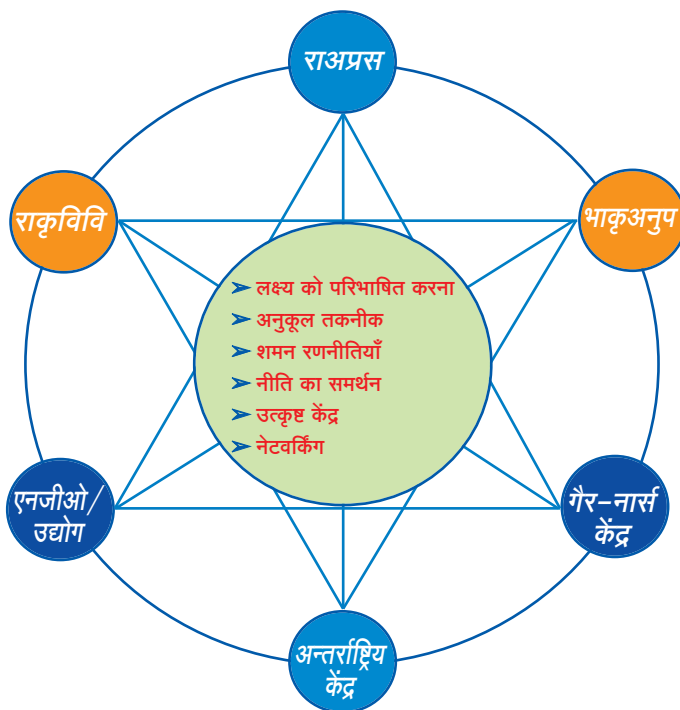 राअप्रस
राकृविवि
भाकृअनुप
➢ लक्ष्य को परिभाषित करना
➢ अनुकूल तकनीक
➢ शमन रणनीतियाँ
➢ नीति का समर्थन
➢ उत्कृष्ट केंद्र
➢ नेटवर्किंग
एनजीओ/
उद्योग
गैर-नार्स
केंद्र
अन्तर्राष्ट्रिय
केंद्र